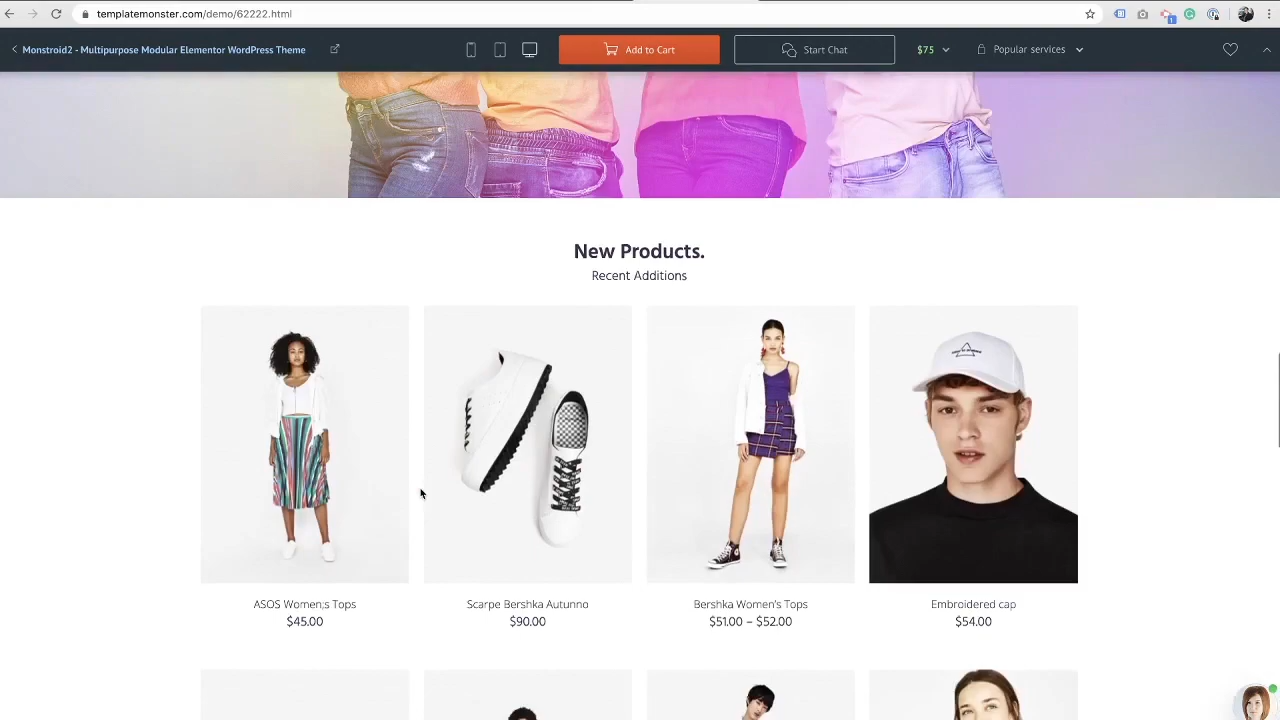 templatemonster.com/demo/62222.html
Monstroid2 - Multipurpose Modular Elementor WordPress Theme
Add to Cart
Start Chat
$75
Popular services
New Products.
Recent Additions
ASOS Women;s Tops
Scarpe Bershka Autunno
Bershka Women's Tops
Embroidered cap
$45.00
$90.00
$51.00 – $52.00
$54.00